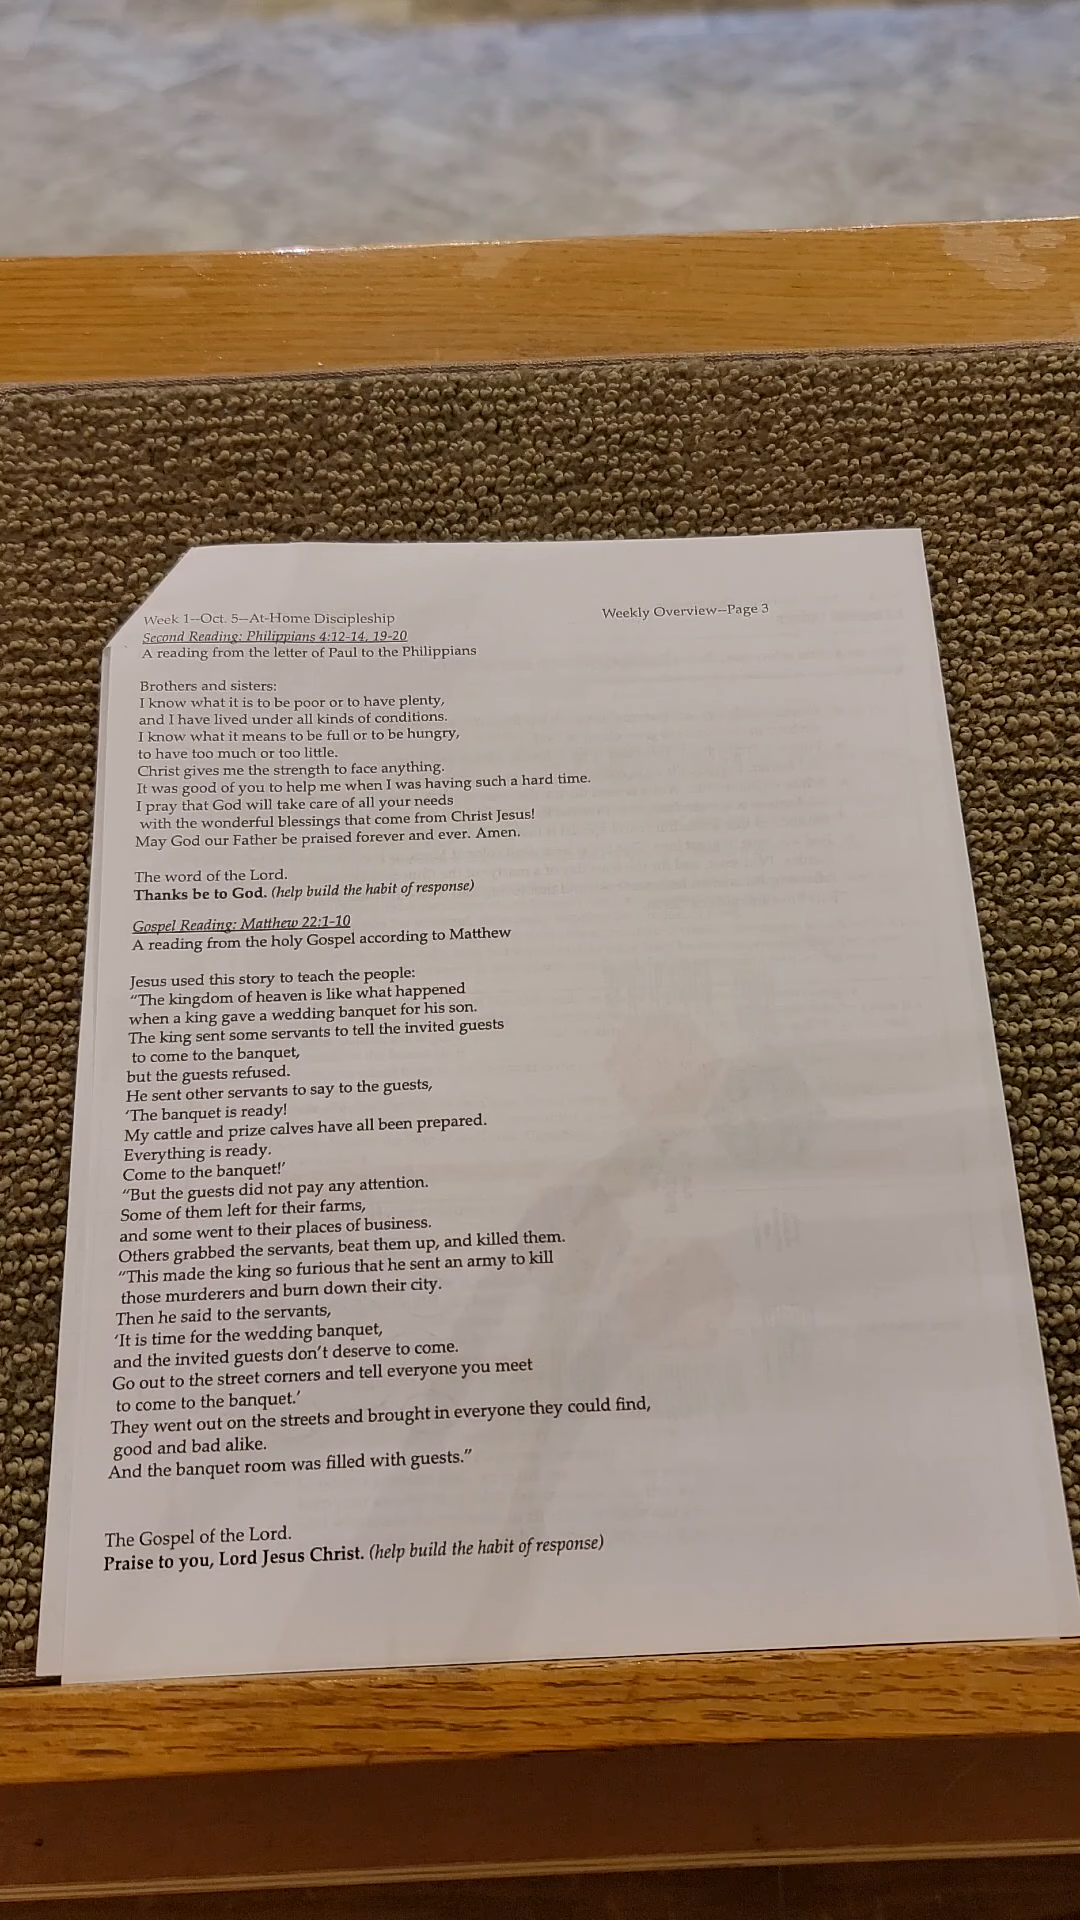 Week 1--Oct. 5--At-Home Discipleship
Weekly Overview--Page 3
Second Reading: Philippians 4:12-14, 19-20
A reading from the letter of Paul to the Philippians
Brothers and sisters:
I know what it is to be poor or to have plenty,
and I have lived under all kinds of conditions.
I know what it means to be full or to be hungry,
to have too much or too little.
Christ gives me the strength to face anything.
It was good of you to help me when I was having such a hard time.
I pray that God will take care of all your needs
with the wonderful blessings that come from Christ Jesus!
May God our Father be praised forever and ever. Amen.
The word of the Lord.
Thanks be to God. (help build the habit of response)
Gospel Reading: Matthew 22:1-10
A reading from the holy Gospel according to Matthew
Jesus used this story to teach the people:
"The kingdom of heaven is like what happened
when a king gave a wedding banquet for his son.
The king sent some servants to tell the invited guests
to come to the banquet,
but the guests refused.
He sent other servants to say to the guests,
'The banquet is ready!
My cattle and prize calves have all been prepared.
Everything is ready.
Come to the banquet!'
"But the guests did not pay any attention.
Some of them left for their farms,
and some went to their places of business.
Others grabbed the servants, beat them up, and killed them.
"This made the king so furious that he sent an army to kill
those murderers and burn down their city.
Then he said to the servants,
'It is time for the wedding banquet,
and the invited guests don't deserve to come.
Go out to the street corners and tell everyone you meet
to come to the banquet.'
They went out on the streets and brought in everyone they could find,
good and bad alike.
And the banquet room was filled with guests."
The Gospel of the Lord.
Praise to you, Lord Jesus Christ. (help build the habit of response)